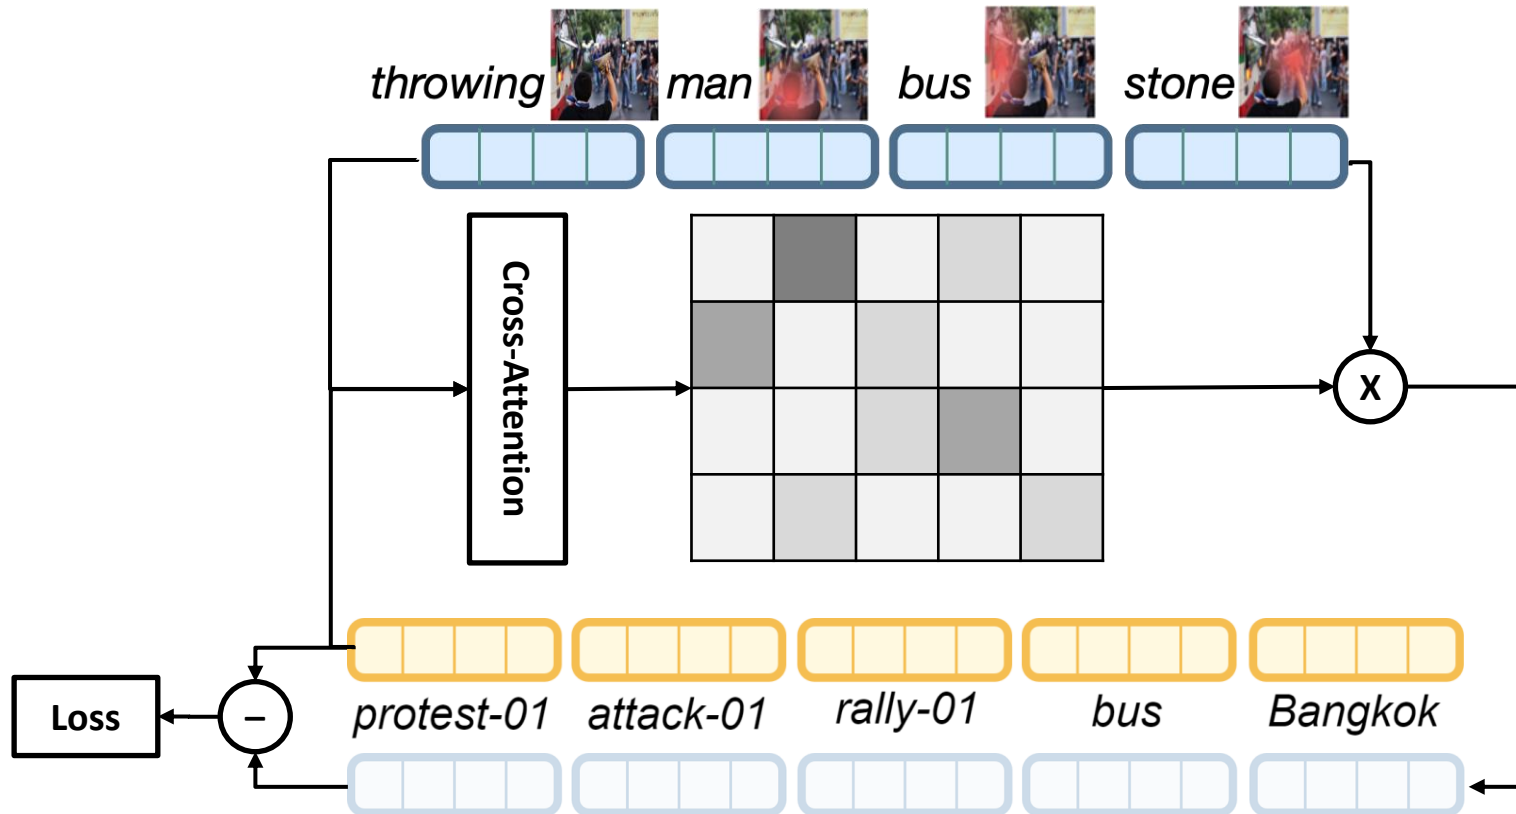 throwing man bus stone
Cross-Attention
X
protest-01 attack-01 rally-01 bus Bangkok
Loss
–